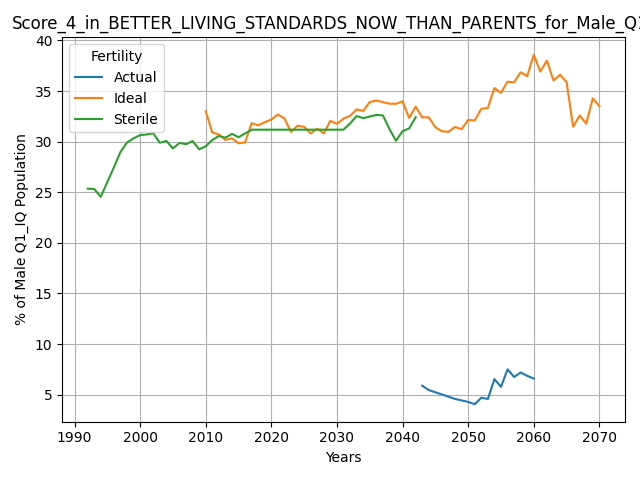 Score_4_in_BETTER_LIVING_STANDARDS_NOW_THAN_PARENTS_for_Male_Q1
Fertility
Actual
Ideal
Sterile
% of Male Q1_IQ Population
40
35
30
25
20
15
10
5
1990 2000 2010 2020 2030 2040 2050 2060 2070
Years